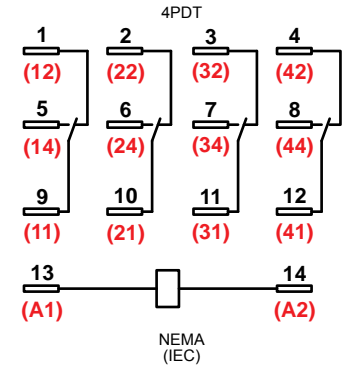 4PDT
1 2 3 4
(12) (22) (32) (42)
5 6 7 8
(14) (24) (34) (44)
9 10 11 12
(11) (21) (31) (41)
13 14
(A1) (A2)
NEMA
(IEC)